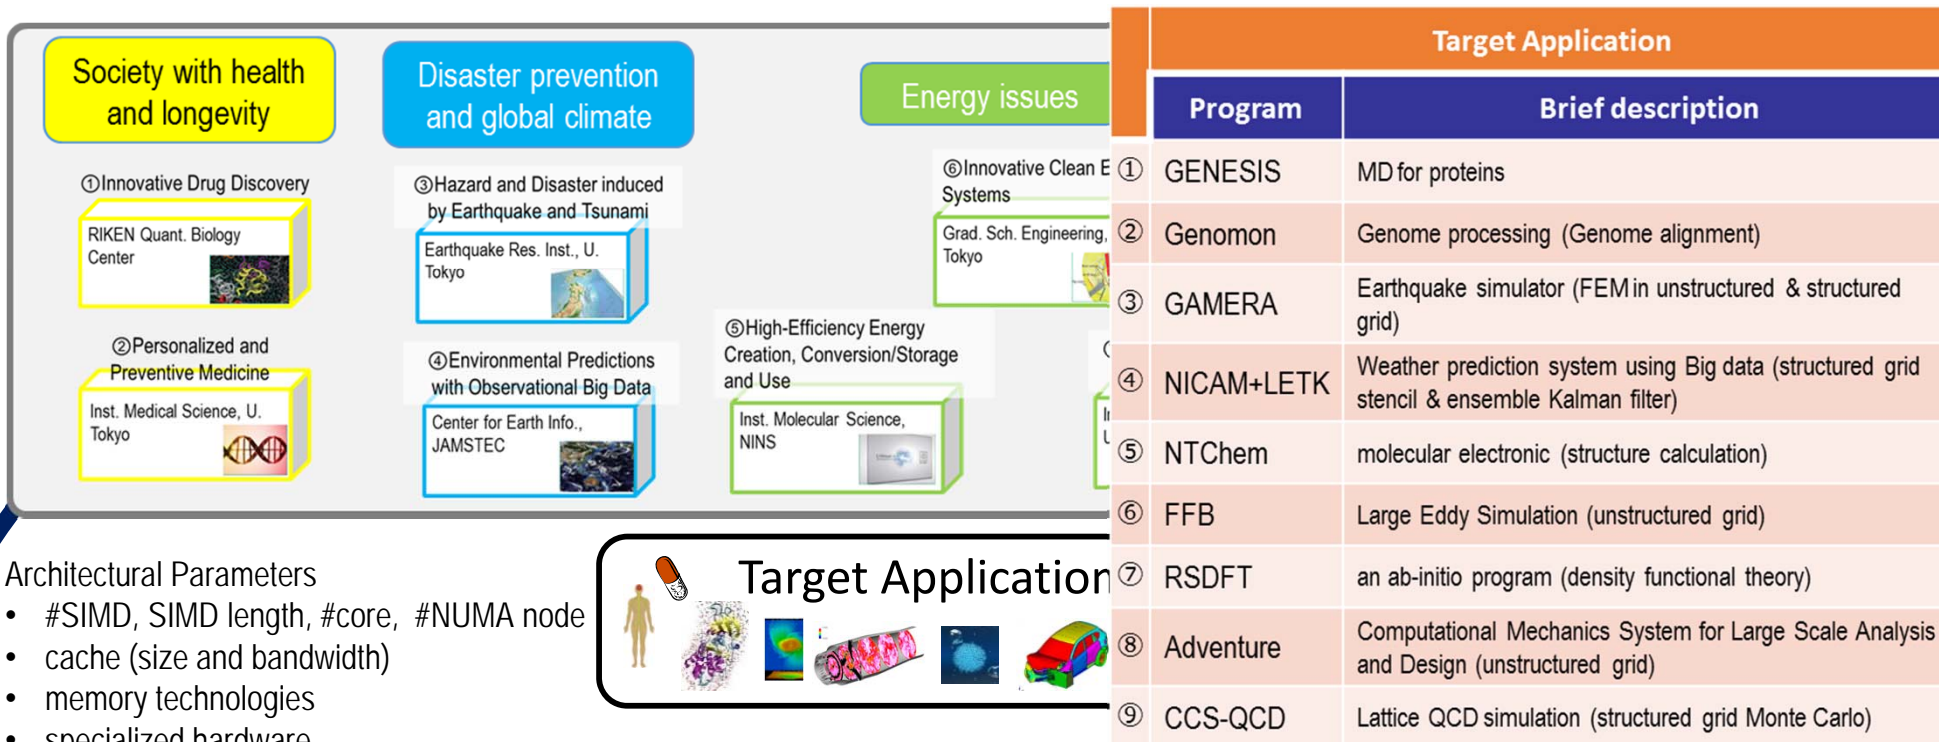 Society with health
and longevity
Disaster prevention
and global climate
Energy issues
①Innovative Drug Discovery
RIKEN Quant. Biology
Center
②Personalized and
Preventive Medicine
Inst. Medical Science, U.
Tokyo
③Hazard and Disaster induced
by Earthquake and Tsunami
Earthquake Res. Inst., U.
Tokyo
④Environmental Predictions
with Observational Big Data
Center for Earth Info.,
JAMSTEC
⑤High-Efficiency Energy
Creation, Conversion/Storage
and Use
Inst. Molecular Science,
NINS
⑥Innovative Clean E
Systems
Grad. Sch. Engineering,
Tokyo
Architectural Parameters
• #SIMD, SIMD length, #core, #NUMA node
• cache (size and bandwidth)
• memory technologies
• specialized hardware
Target Application
Target Application
Program Brief description
① GENESIS MD for proteins
② Genomon Genome processing (Genome alignment)
③ GAMERA Earthquake simulator (FEM in unstructured & structured
grid)
④ NICAM+LETK Weather prediction system using Big data (structured grid
stencil & ensemble Kalman filter)
⑤ NTChem molecular electronic (structure calculation)
⑥ FFB Large Eddy Simulation (unstructured grid)
⑦ RSDFT an ab-initio program (density functional theory)
⑧ Adventure Computational Mechanics System for Large Scale Analysis
and Design (unstructured grid)
⑨ CCS-QCD Lattice QCD simulation (structured grid Monte Carlo)